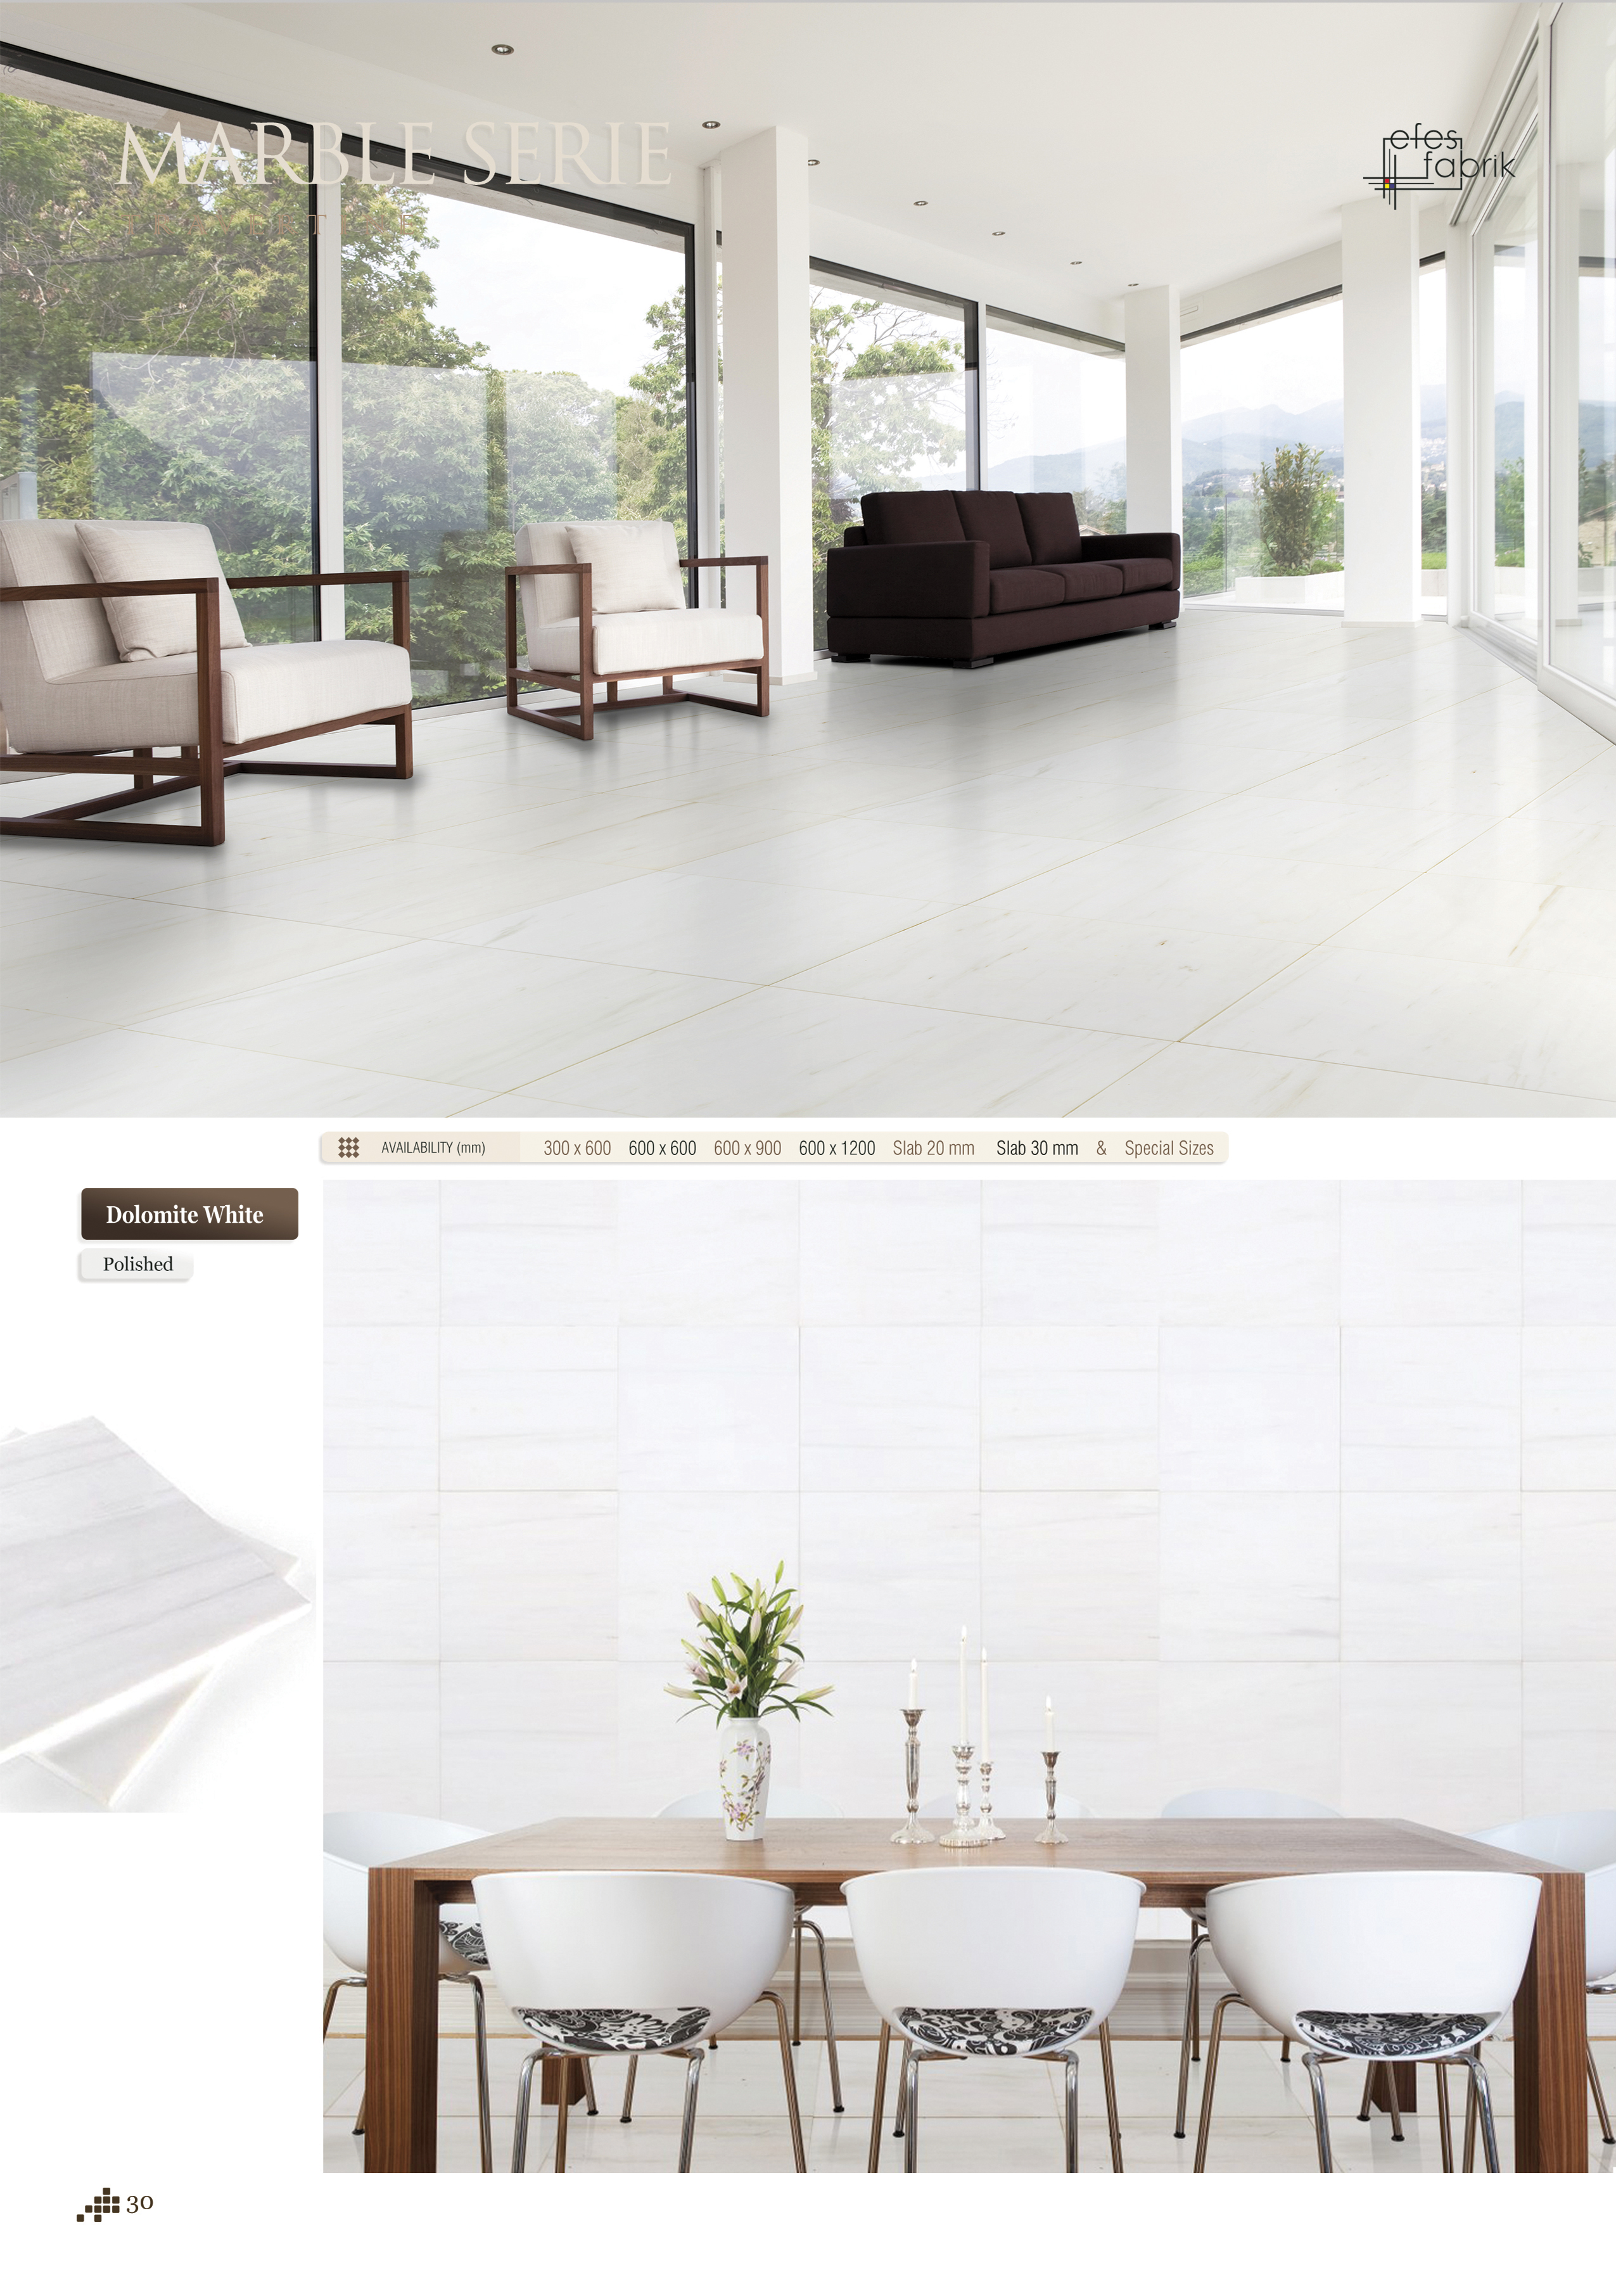 MARBLE SERIE
TRAVERTINE
efes
fabrik
AVAILABILITY (mm) 300 x 600 600 x 600 600 x 900 600 x 1200 Slab 20 mm Slab 30 mm & Special Sizes
Dolomite White
Polished
30